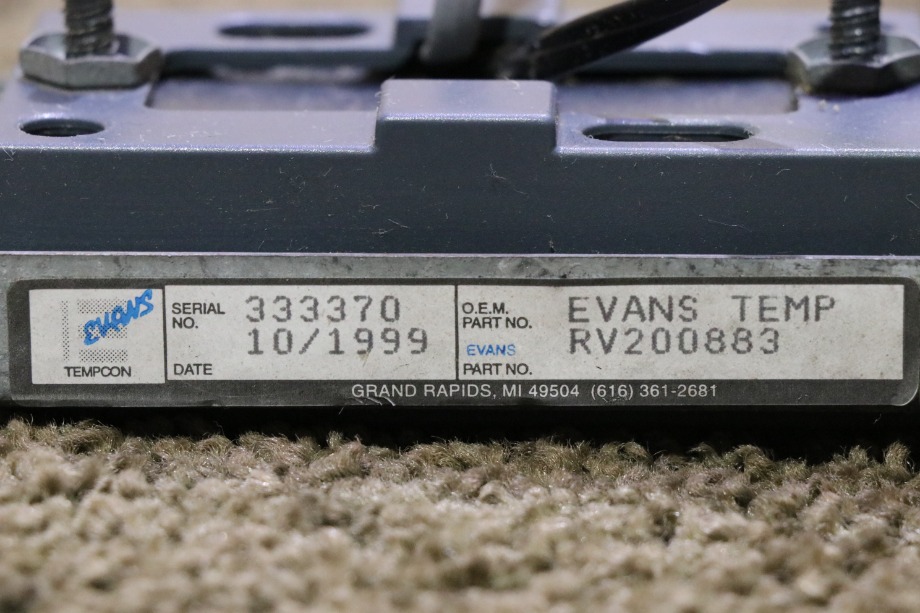 EVANS
TEMPCON
SERIAL NO. 333370
DATE 10/1999
O.E.M. PART NO. EVANS TEMP
EVANS PART NO. RV200883
GRAND RAPIDS, MI 49504 (616) 361-2681